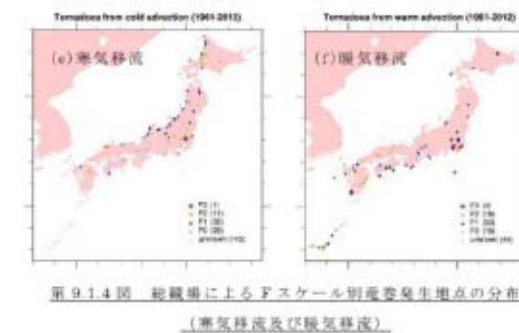 Tornadoes from cold advection (1961-2012)
Tornadoes from warm advection (1961-2012)
(e)寒気移流
(f)暖気移流
第 9.1.4 図 総観場による F スケール別竜巻発生地点の分布
(寒気移流及び暖気移流)